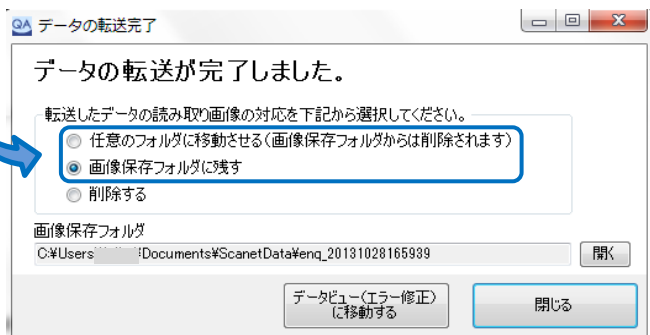 QA データの転送完了
データの転送が完了しました。
転送したデータの読み取り画像の対応を下記から選択してください。
任意のフォルダに移動させる(画像保存フォルダからは削除されます)
画像保存フォルダに残す
削除する
画像保存フォルダ
C:¥Users ¥Documents¥ScanetData¥enq_20131028165939
開く
データビュー(エラー修正)
に移動する
閉じる